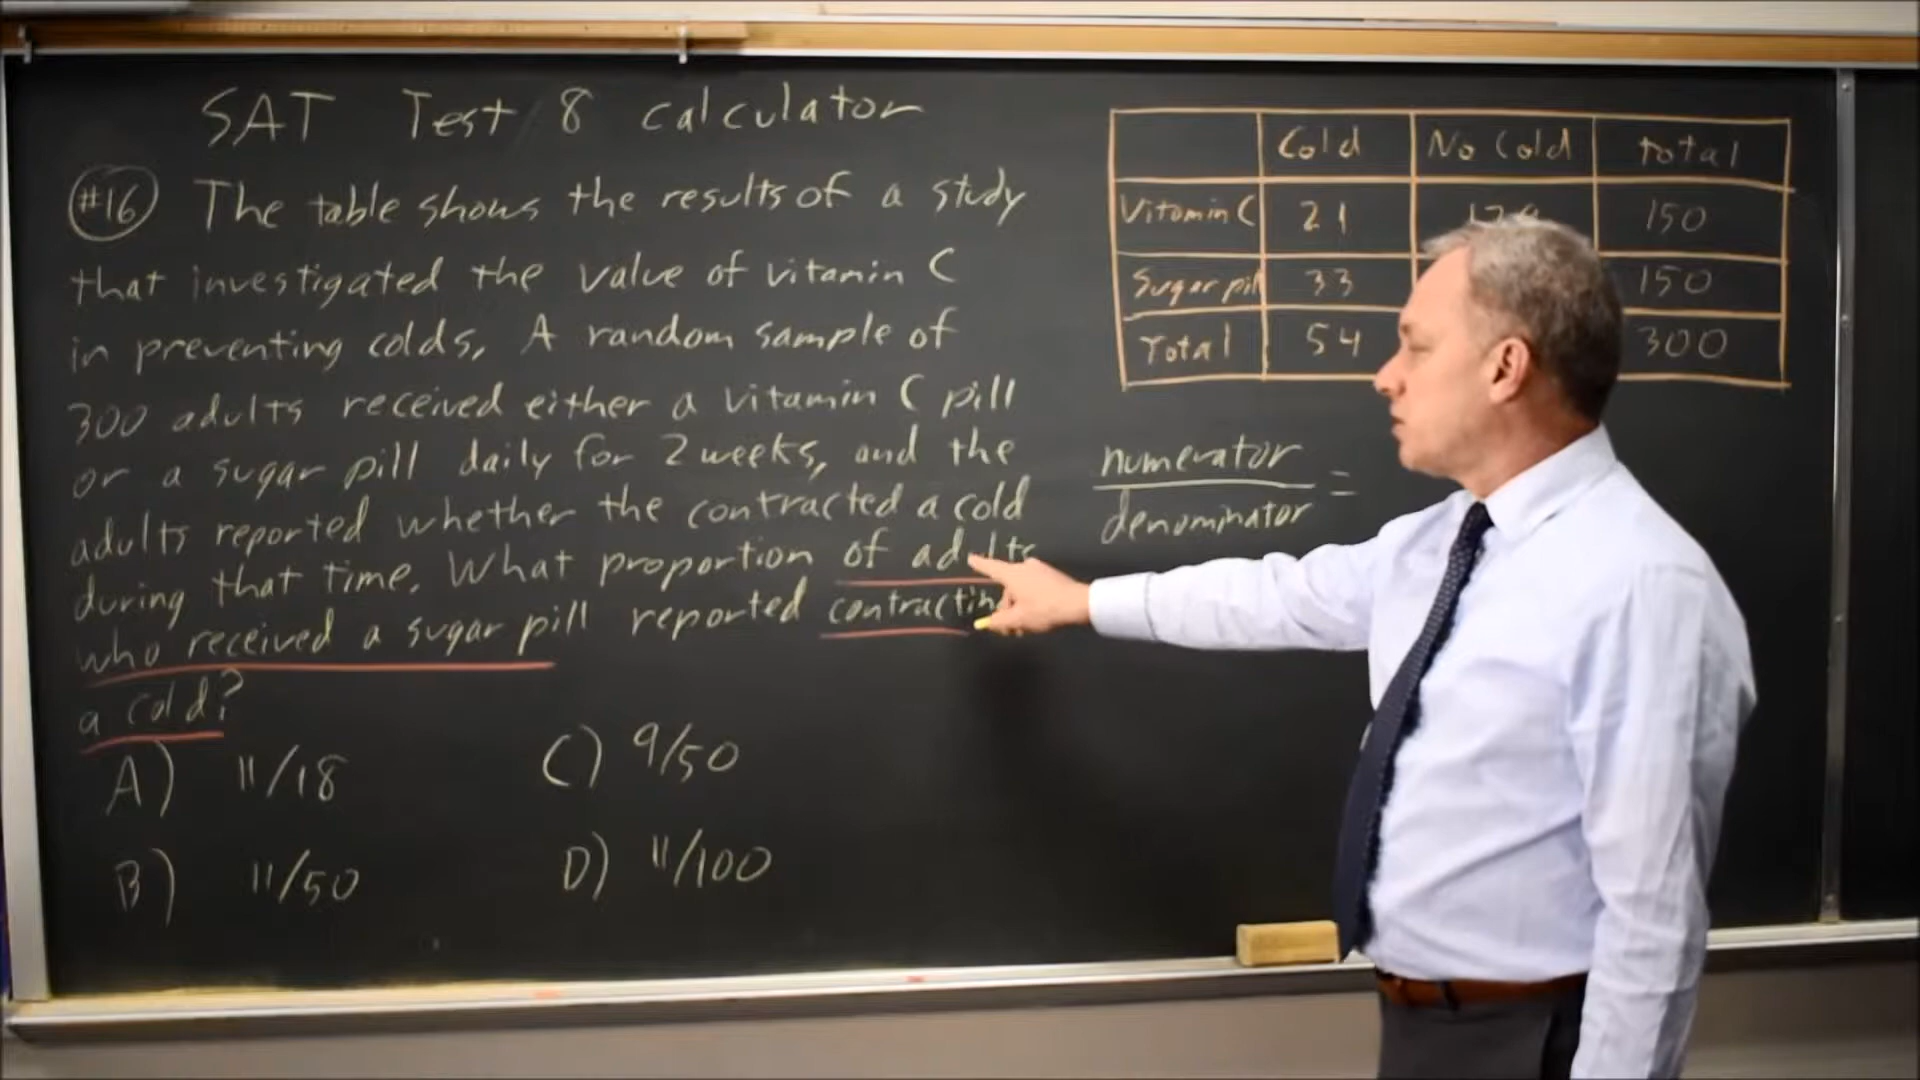 SAT Test 8 calculator
#16 The table shows the results of a study
that investigated the value of vitamin C
in preventing colds, A random sample of
300 adults received either a vitamin C pill
or a sugar pill daily for 2 weeks, and the
adults reported whether the contracted a cold
during that time. What proportion of adults
who received a sugar pill reported contracting
a cold?
A) 11/18
C) 9/50
B) 11/50
D) 11/100
Cold No Cold total
Vitamin C 21 150
Sugar pill 33 150
Total 54 300
numerator
denominator =